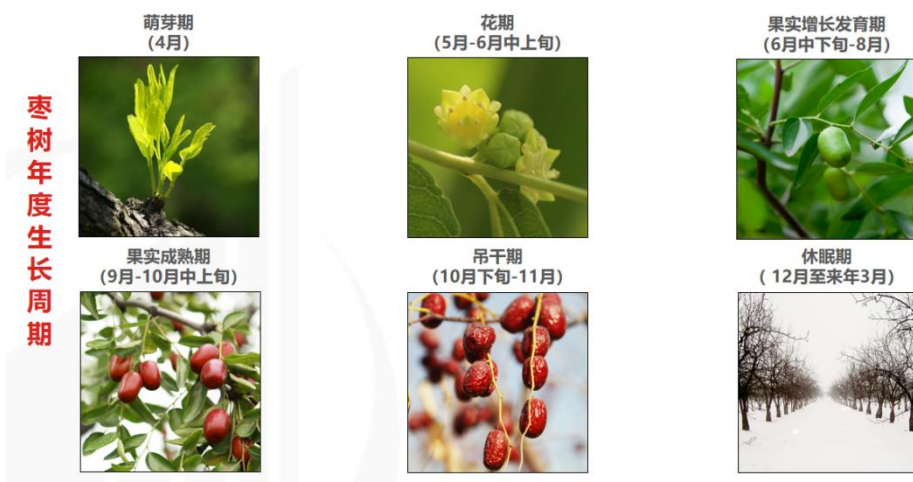 枣树年度生长周期
萌芽期
(4月)
花期
(5月-6月中上旬)
果实增长发育期
(6月中下旬-8月)
果实成熟期
(9月-10月中上旬)
吊干期
(10月下旬-11月)
休眠期
( 12月至来年3月)